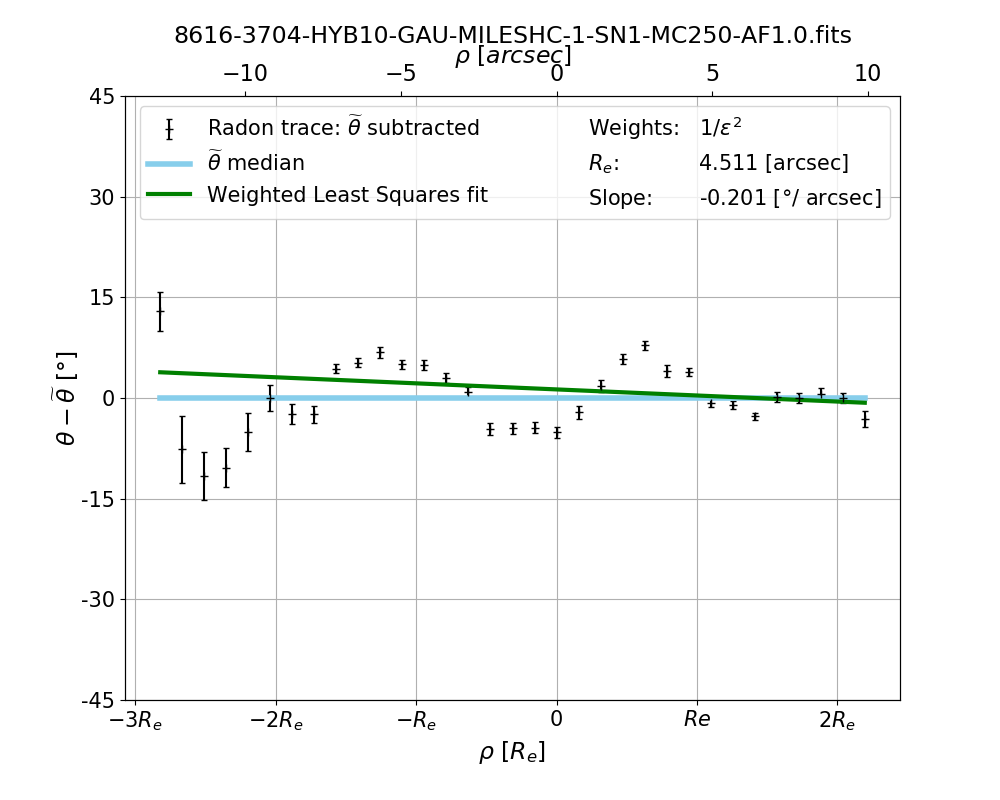 8616-3704-HYB10-GAU-MILESHC-1-SN1-MC250-AF1.0.fits
ρ [arcsec]
−10 −5 0 5 10
Radon trace: θ̃ subtracted
θ̃ median
Weighted Least Squares fit
Weights: 1/ε²
Rₑ: 4.511 [arcsec]
Slope: -0.201 [°/ arcsec]
45
30
15
0
-15
-30
-45
θ − θ̃ [°]
−3Rₑ −2Rₑ −Rₑ 0 Re 2Rₑ
ρ [Rₑ]